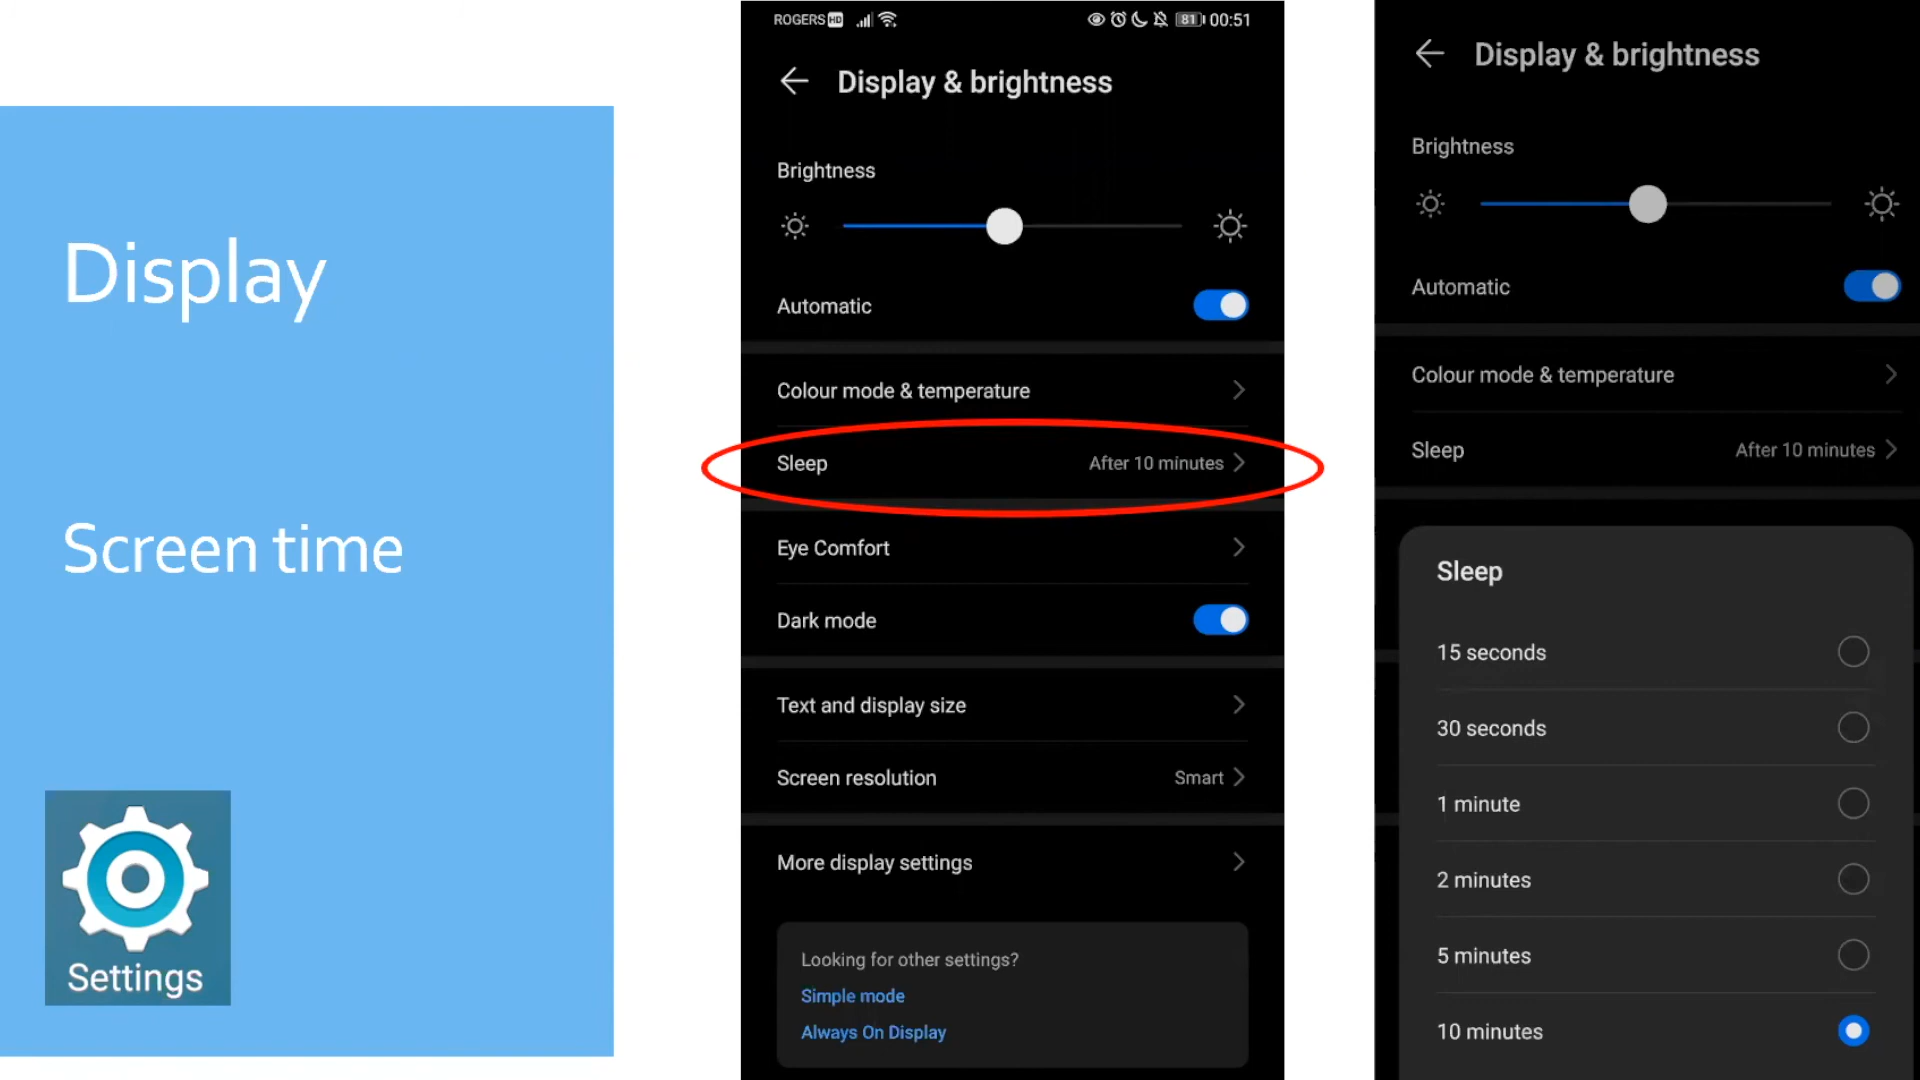 Display
Screen time
Settings
ROGERS HD 81 00:51
Display & brightness
Brightness
Automatic
Colour mode & temperature
Sleep After 10 minutes
Eye Comfort
Dark mode
Text and display size
Screen resolution Smart
More display settings
Looking for other settings?
Simple mode
Always On Display
Display & brightness
Brightness
Automatic
Colour mode & temperature
Sleep After 10 minutes
Sleep
15 seconds
30 seconds
1 minute
2 minutes
5 minutes
10 minutes